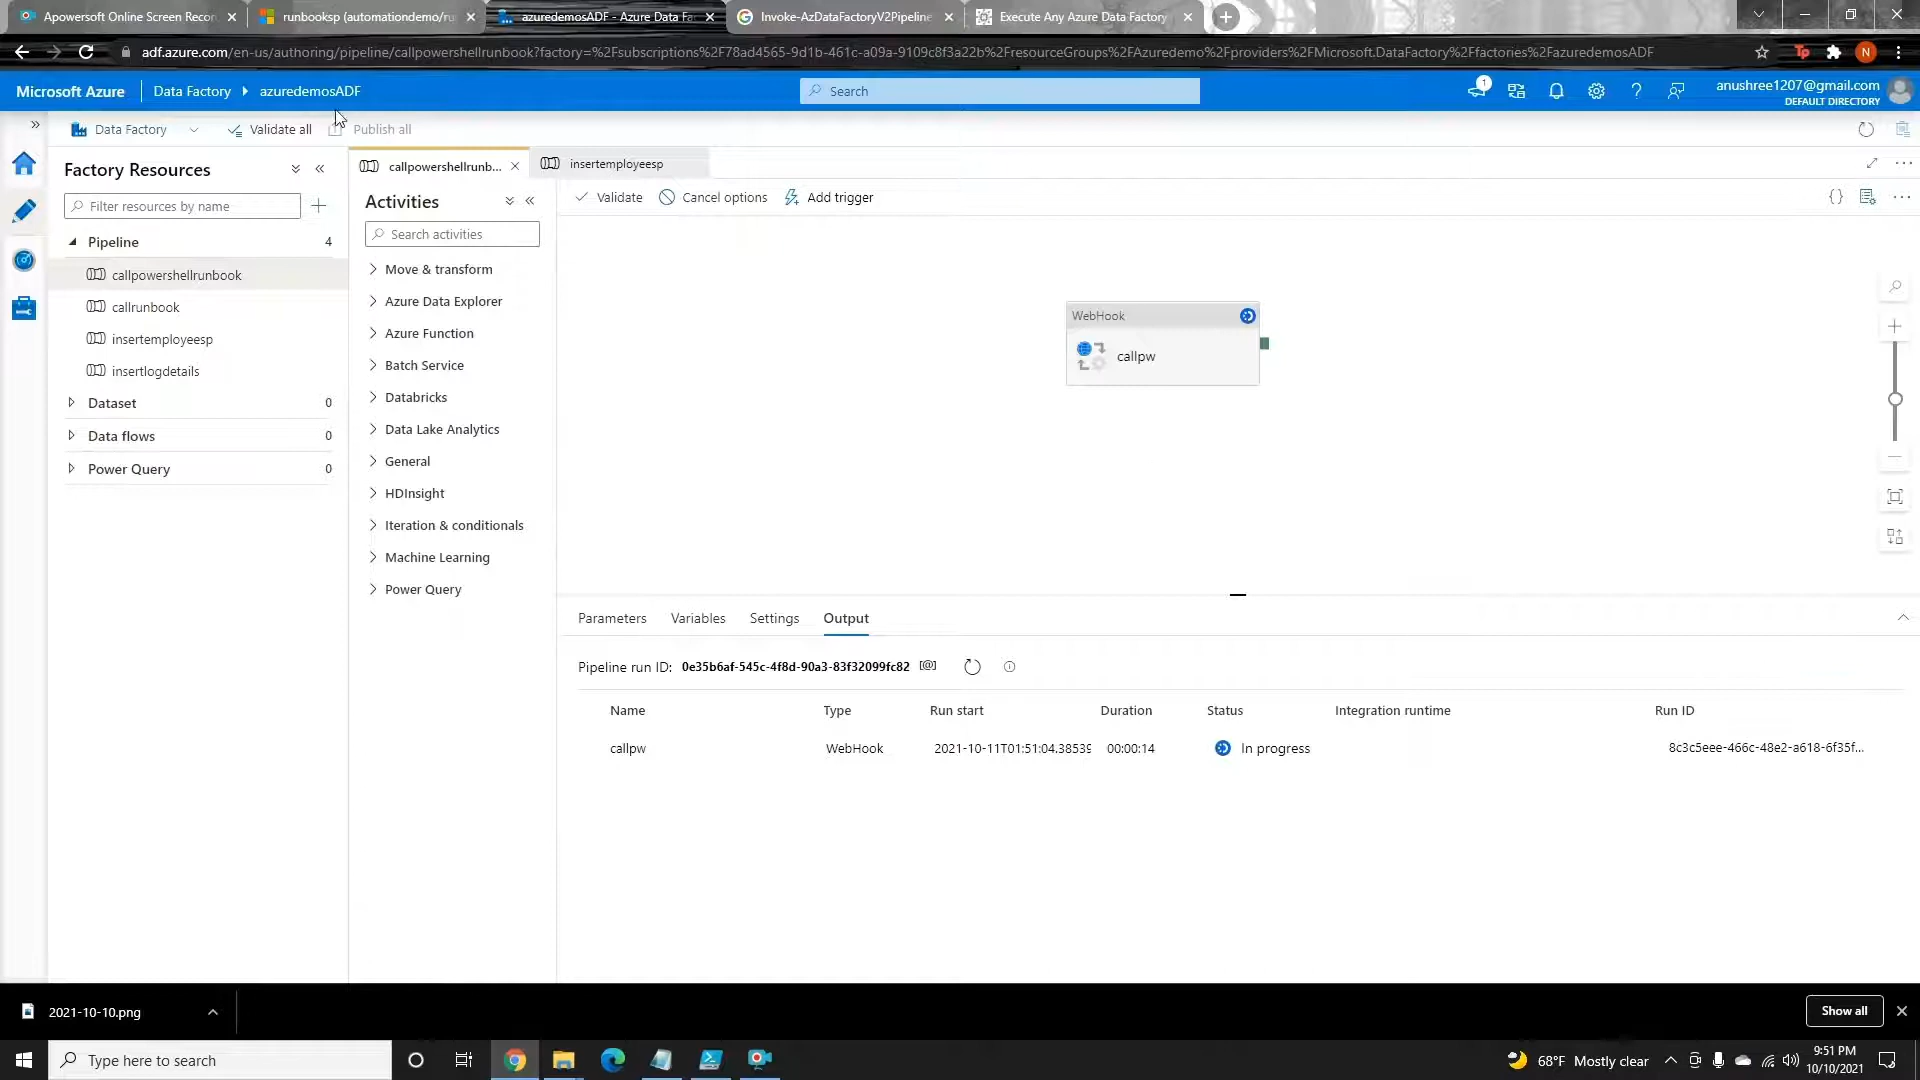 Apowersoft Online Screen Recor
runbooksp (automationdemo/ru
azuredemosADF - Azure Data Fa
Invoke-AzDataFactoryV2Pipeline
Execute Any Azure Data Factory
adf.azure.com/en-us/authoring/pipeline/callpowershellrunbook?factory=%2Fsubscriptions%2F78ad4565-9d1b-461c-a09a-9109c8f3a22b%2FresourceGroups%2FAzuredemo%2Fproviders%2FMicrosoft.DataFactory%2Ffactories%2FazuredemosADF
Tp
N
Microsoft Azure
Data Factory
azuredemosADF
Search
1
anushree1207@gmail.com
DEFAULT DIRECTORY
Data Factory
Validate all
Publish all
Factory Resources
Filter resources by name
Pipeline 4
callpowershellrunbook
callrunbook
insertemployeesp
insertlogdetails
Dataset 0
Data flows 0
Power Query 0
callpowershellrunb...
insertemployeesp
Activities
Search activities
Move & transform
Azure Data Explorer
Azure Function
Batch Service
Databricks
Data Lake Analytics
General
HDInsight
Iteration & conditionals
Machine Learning
Power Query
Validate
Cancel options
Add trigger
WebHook
callpw
Parameters Variables Settings Output
Pipeline run ID: 0e35b6af-545c-4f8d-90a3-83f32099fc82
Name Type Run start Duration Status Integration runtime Run ID
callpw WebHook 2021-10-11T01:51:04.38539 00:00:14 In progress 8c3c5eee-466c-48e2-a618-6f35f...
2021-10-10.png
Show all
Type here to search
68°F Mostly clear
9:51 PM
10/10/2021